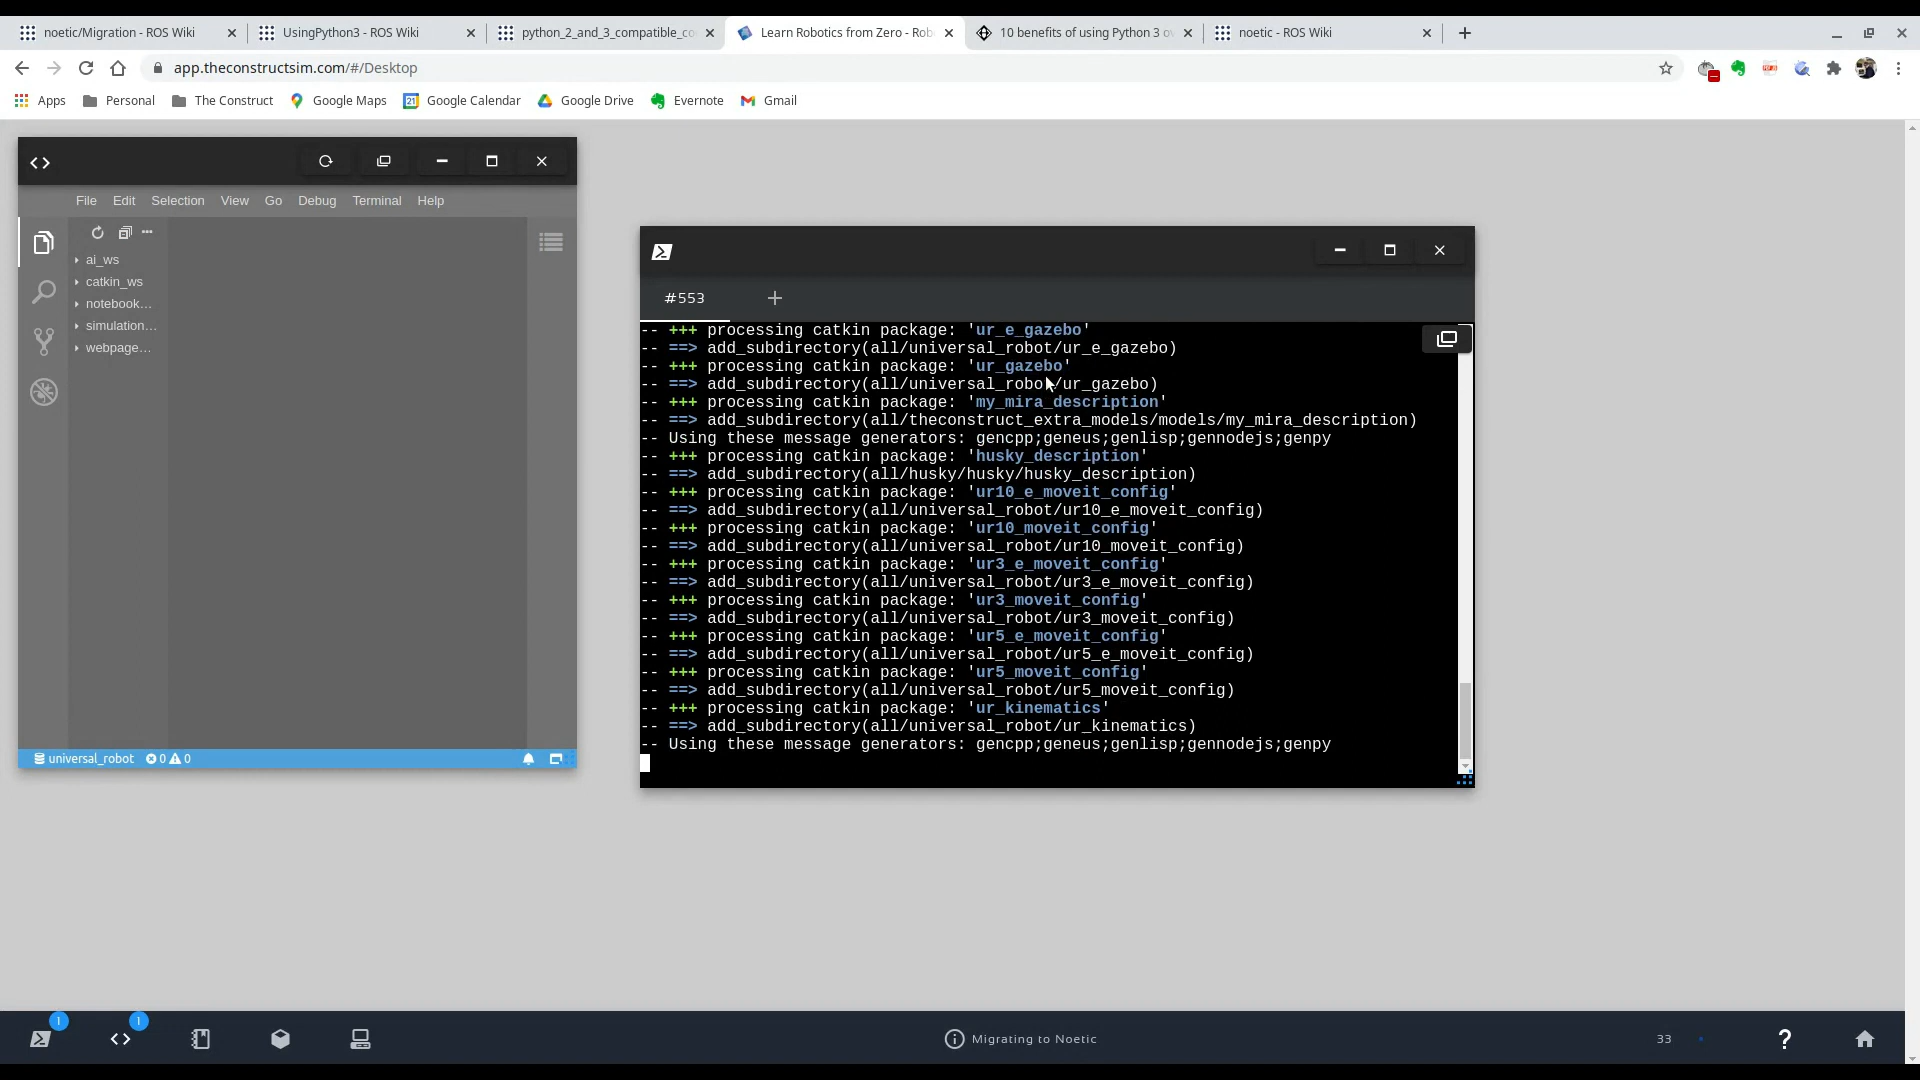 noetic/Migration - ROS Wiki
UsingPython3 - ROS Wiki
python_2_and_3_compatible_co
Learn Robotics from Zero - Rob
10 benefits of using Python 3 o
noetic - ROS Wiki
app.theconstructsim.com/#/Desktop
Apps
Personal
The Construct
Google Maps
Google Calendar
Google Drive
Evernote
Gmail
File Edit Selection View Go Debug Terminal Help
ai_ws
catkin_ws
notebook...
simulation...
webpage...
universal_robot 0 0
#553
-- +++ processing catkin package: 'ur_e_gazebo'
-- ==> add_subdirectory(all/universal_robot/ur_e_gazebo)
-- +++ processing catkin package: 'ur_gazebo'
-- ==> add_subdirectory(all/universal_robot/ur_gazebo)
-- +++ processing catkin package: 'my_mira_description'
-- ==> add_subdirectory(all/theconstruct_extra_models/models/my_mira_description)
-- Using these message generators: gencpp;geneus;genlisp;gennodejs;genpy
-- +++ processing catkin package: 'husky_description'
-- ==> add_subdirectory(all/husky/husky/husky_description)
-- +++ processing catkin package: 'ur10_e_moveit_config'
-- ==> add_subdirectory(all/universal_robot/ur10_e_moveit_config)
-- +++ processing catkin package: 'ur10_moveit_config'
-- ==> add_subdirectory(all/universal_robot/ur10_moveit_config)
-- +++ processing catkin package: 'ur3_e_moveit_config'
-- ==> add_subdirectory(all/universal_robot/ur3_e_moveit_config)
-- +++ processing catkin package: 'ur3_moveit_config'
-- ==> add_subdirectory(all/universal_robot/ur3_moveit_config)
-- +++ processing catkin package: 'ur5_e_moveit_config'
-- ==> add_subdirectory(all/universal_robot/ur5_e_moveit_config)
-- +++ processing catkin package: 'ur5_moveit_config'
-- ==> add_subdirectory(all/universal_robot/ur5_moveit_config)
-- +++ processing catkin package: 'ur_kinematics'
-- ==> add_subdirectory(all/universal_robot/ur_kinematics)
-- Using these message generators: gencpp;geneus;genlisp;gennodejs;genpy
1
1
Migrating to Noetic
33
?